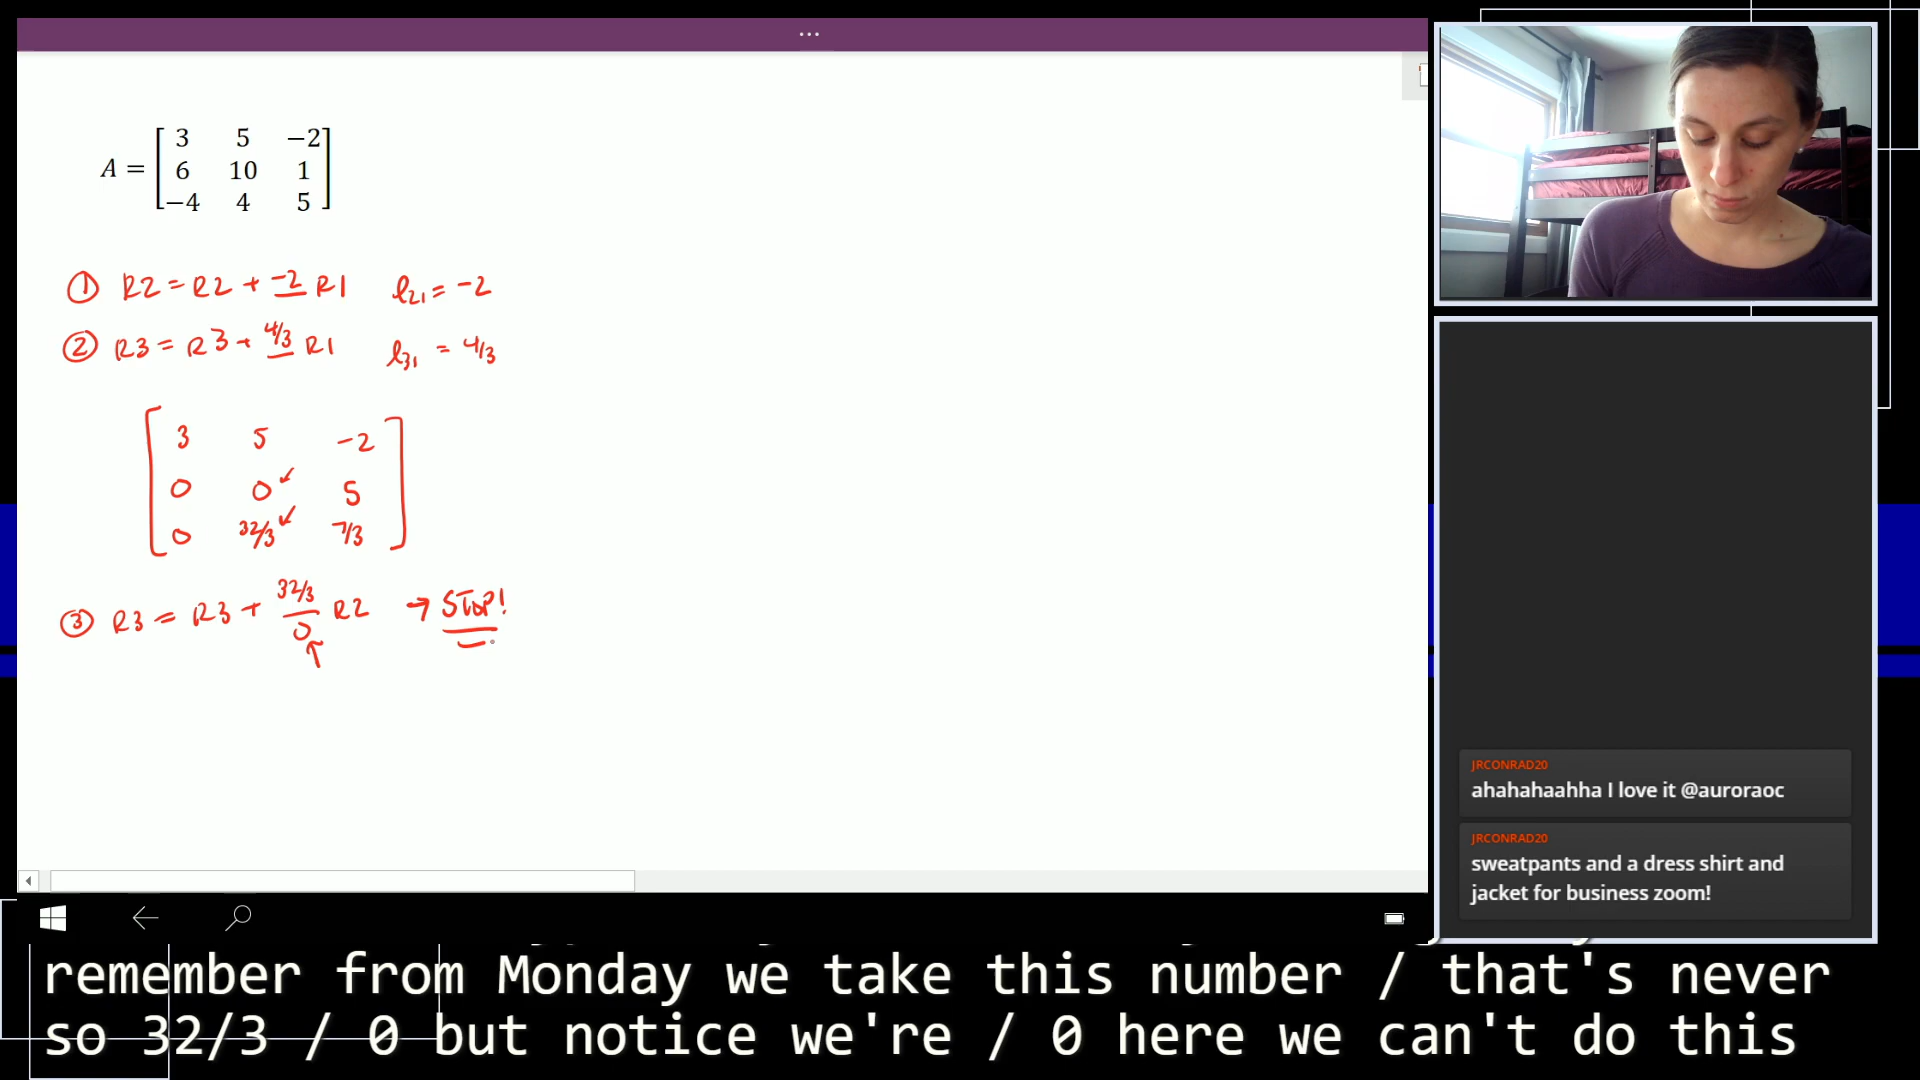 ...
A = [3 5 −2
6 10 1
−4 4 5]
① R2 = R2 + -2 R1 l21 = -2
② R3 = R3 + 4/3 R1 l31 = 4/3
[3 5 -2
0 0 5
0 32/3 7/3]
③ R3 = R3 + 32/3 / 0 R2 → STOP!
JRCONRAD20
ahahahaahha I love it @auroraoc
JRCONRAD20
sweatpants and a dress shirt and
jacket for business zoom!
remember from Monday we take this number / that's never
so 32/3 / 0 but notice we're / 0 here we can't do this